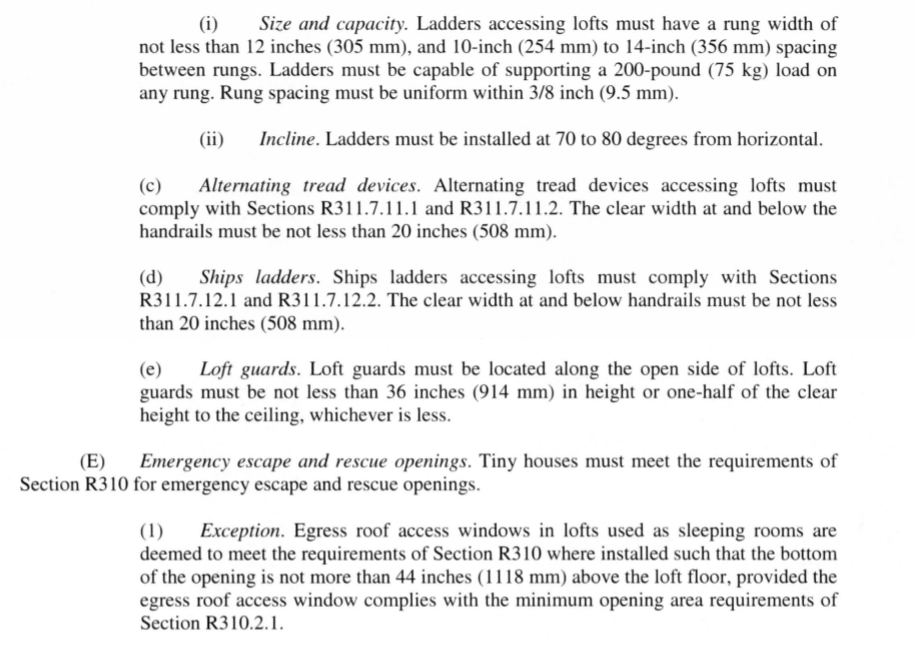 (i) Size and capacity. Ladders accessing lofts must have a rung width of
not less than 12 inches (305 mm), and 10-inch (254 mm) to 14-inch (356 mm) spacing
between rungs. Ladders must be capable of supporting a 200-pound (75 kg) load on
any rung. Rung spacing must be uniform within 3/8 inch (9.5 mm).
(ii) Incline. Ladders must be installed at 70 to 80 degrees from horizontal.
(c) Alternating tread devices. Alternating tread devices accessing lofts must
comply with Sections R311.7.11.1 and R311.7.11.2. The clear width at and below the
handrails must be not less than 20 inches (508 mm).
(d) Ships ladders. Ships ladders accessing lofts must comply with Sections
R311.7.12.1 and R311.7.12.2. The clear width at and below handrails must be not less
than 20 inches (508 mm).
(e) Loft guards. Loft guards must be located along the open side of lofts. Loft
guards must be not less than 36 inches (914 mm) in height or one-half of the clear
height to the ceiling, whichever is less.
(E) Emergency escape and rescue openings. Tiny houses must meet the requirements of
Section R310 for emergency escape and rescue openings.
(1) Exception. Egress roof access windows in lofts used as sleeping rooms are
deemed to meet the requirements of Section R310 where installed such that the bottom
of the opening is not more than 44 inches (1118 mm) above the loft floor, provided the
egress roof access window complies with the minimum opening area requirements of
Section R310.2.1.